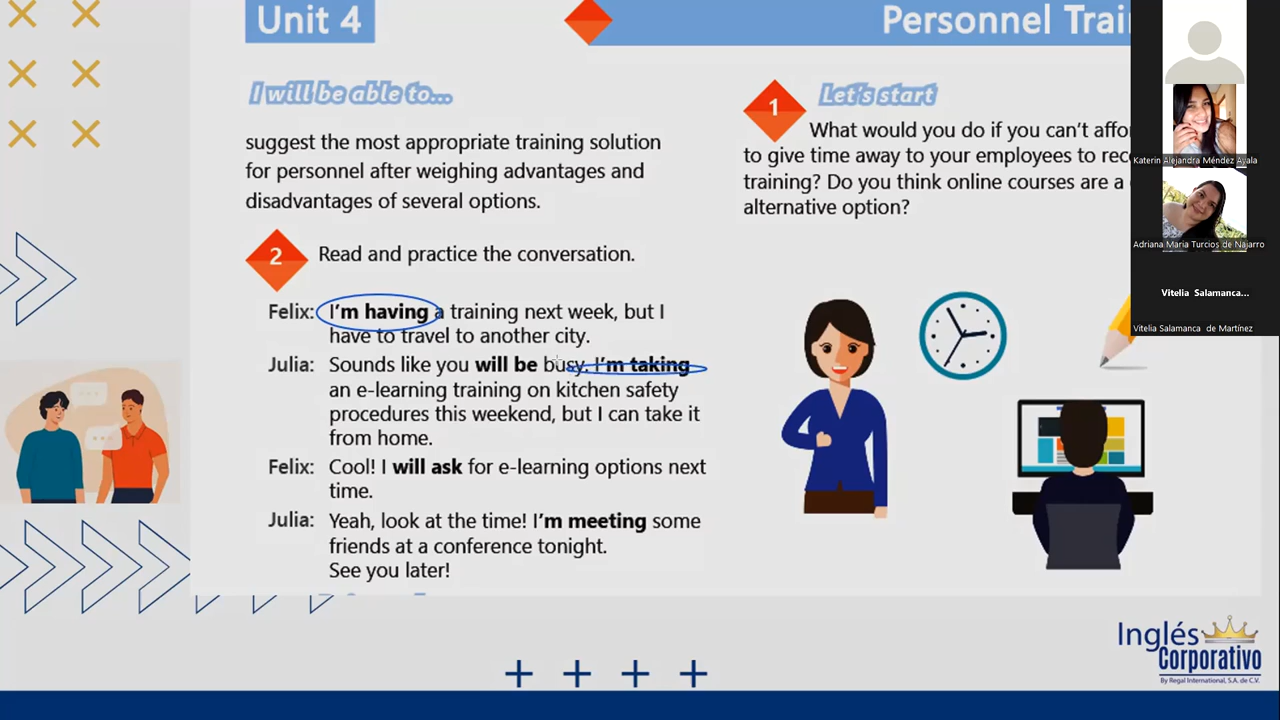 Unit 4
Personnel Trai
I will be able to...
suggest the most appropriate training solution
for personnel after weighing advantages and
disadvantages of several options.
1
Let's start
What would you do if you can't affor
to give time away to your employees to rec
training? Do you think online courses are a
alternative option?
2
Read and practice the conversation.
Felix: I'm having a training next week, but I
have to travel to another city.
Julia: Sounds like you will be busy. I'm taking
an e-learning training on kitchen safety
procedures this weekend, but I can take it
from home.
Felix: Cool! I will ask for e-learning options next
time.
Julia: Yeah, look at the time! I'm meeting some
friends at a conference tonight.
See you later!
Katerin Alejandra Méndez Ayala
Adriana Maria Turcios de Najarro
Vitelia Salamanca...
Vitelia Salamanca de Martínez
Inglés
Corporativo
By Regal International, S.A. de C.V.